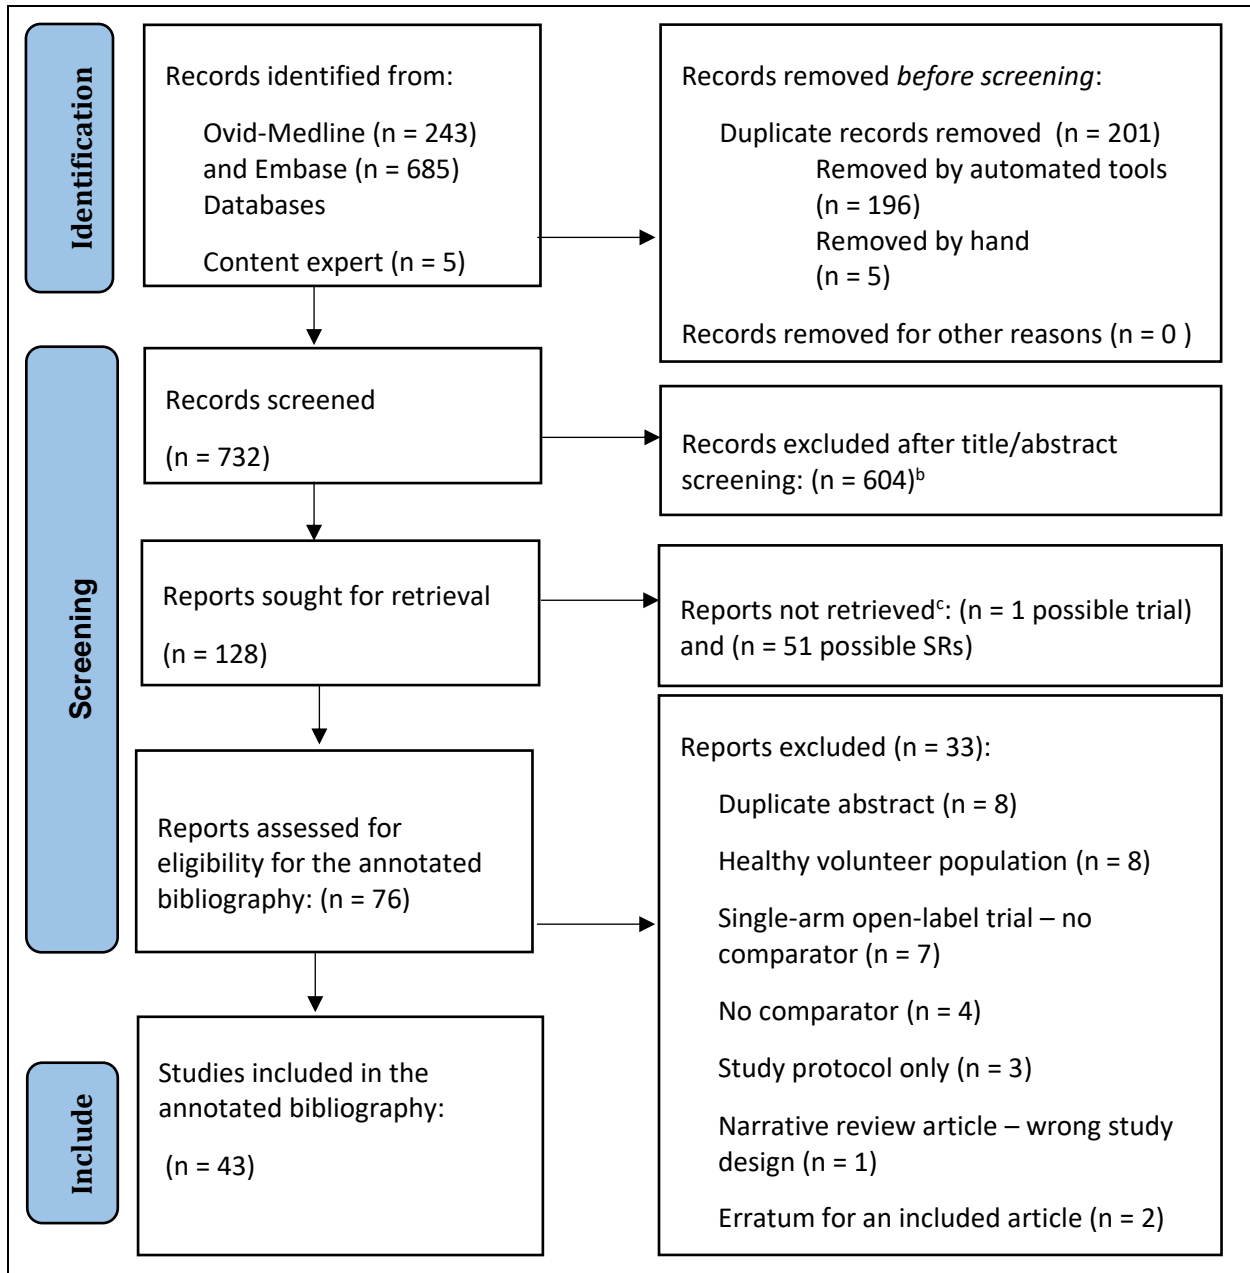 Identification
Records identified from:
Ovid-Medline (n = 243)
and Embase (n = 685)
Databases
Content expert (n = 5)
Records removed before screening:
Duplicate records removed  (n = 201)
Removed by automated tools
(n = 196)
Removed by hand
(n = 5)
Records removed for other reasons (n = 0 )
Screening
Records screened
(n = 732)
Records excluded after title/abstract
screening: (n = 604)b
Reports sought for retrieval
(n = 128)
Reports not retrievedc: (n = 1 possible trial)
and (n = 51 possible SRs)
Reports assessed for
eligibility for the annotated
bibliography: (n = 76)
Reports excluded (n = 33):
Duplicate abstract (n = 8)
Healthy volunteer population (n = 8)
Single-arm open-label trial – no
comparator (n = 7)
No comparator (n = 4)
Study protocol only (n = 3)
Narrative review article – wrong study
design (n = 1)
Erratum for an included article (n = 2)
Include
Studies included in the
annotated bibliography:
(n = 43)